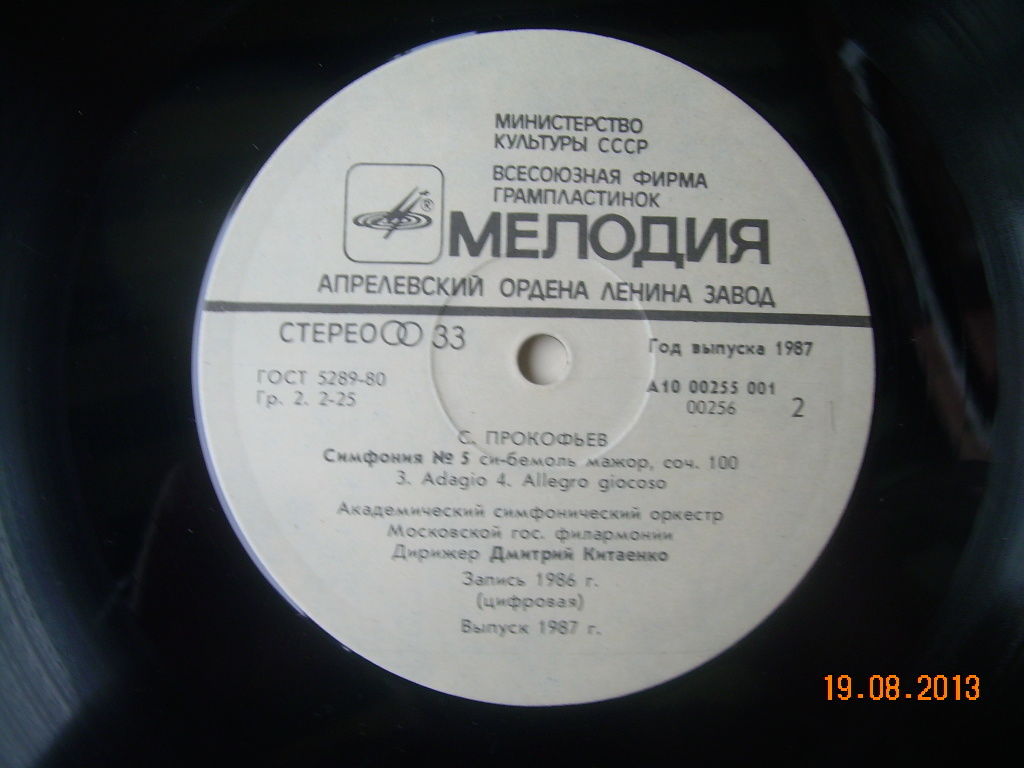 МИНИСТЕРСТВО
КУЛЬТУРЫ СССР
ВСЕСОЮЗНАЯ ФИРМА
ГРАМПЛАСТИНОК
®
МЕЛОДИЯ
АПРЕЛЕВСКИЙ ОРДЕНА ЛЕНИНА ЗАВОД
СТЕРЕО 33
Год выпуска 1987
ГОСТ 5289-80
Гр. 2. 2-25
А10 00255 001
00256
2
С. ПРОКОФЬЕВ
Симфония № 5 си-бемоль мажор, соч. 100
3. Adagio 4. Allegro giocoso
Академический симфонический оркестр
Московской гос. филармонии
Дирижер Дмитрий Китаенко
Запись 1986 г.
(цифровая)
Выпуск 1987 г.
19.08.2013